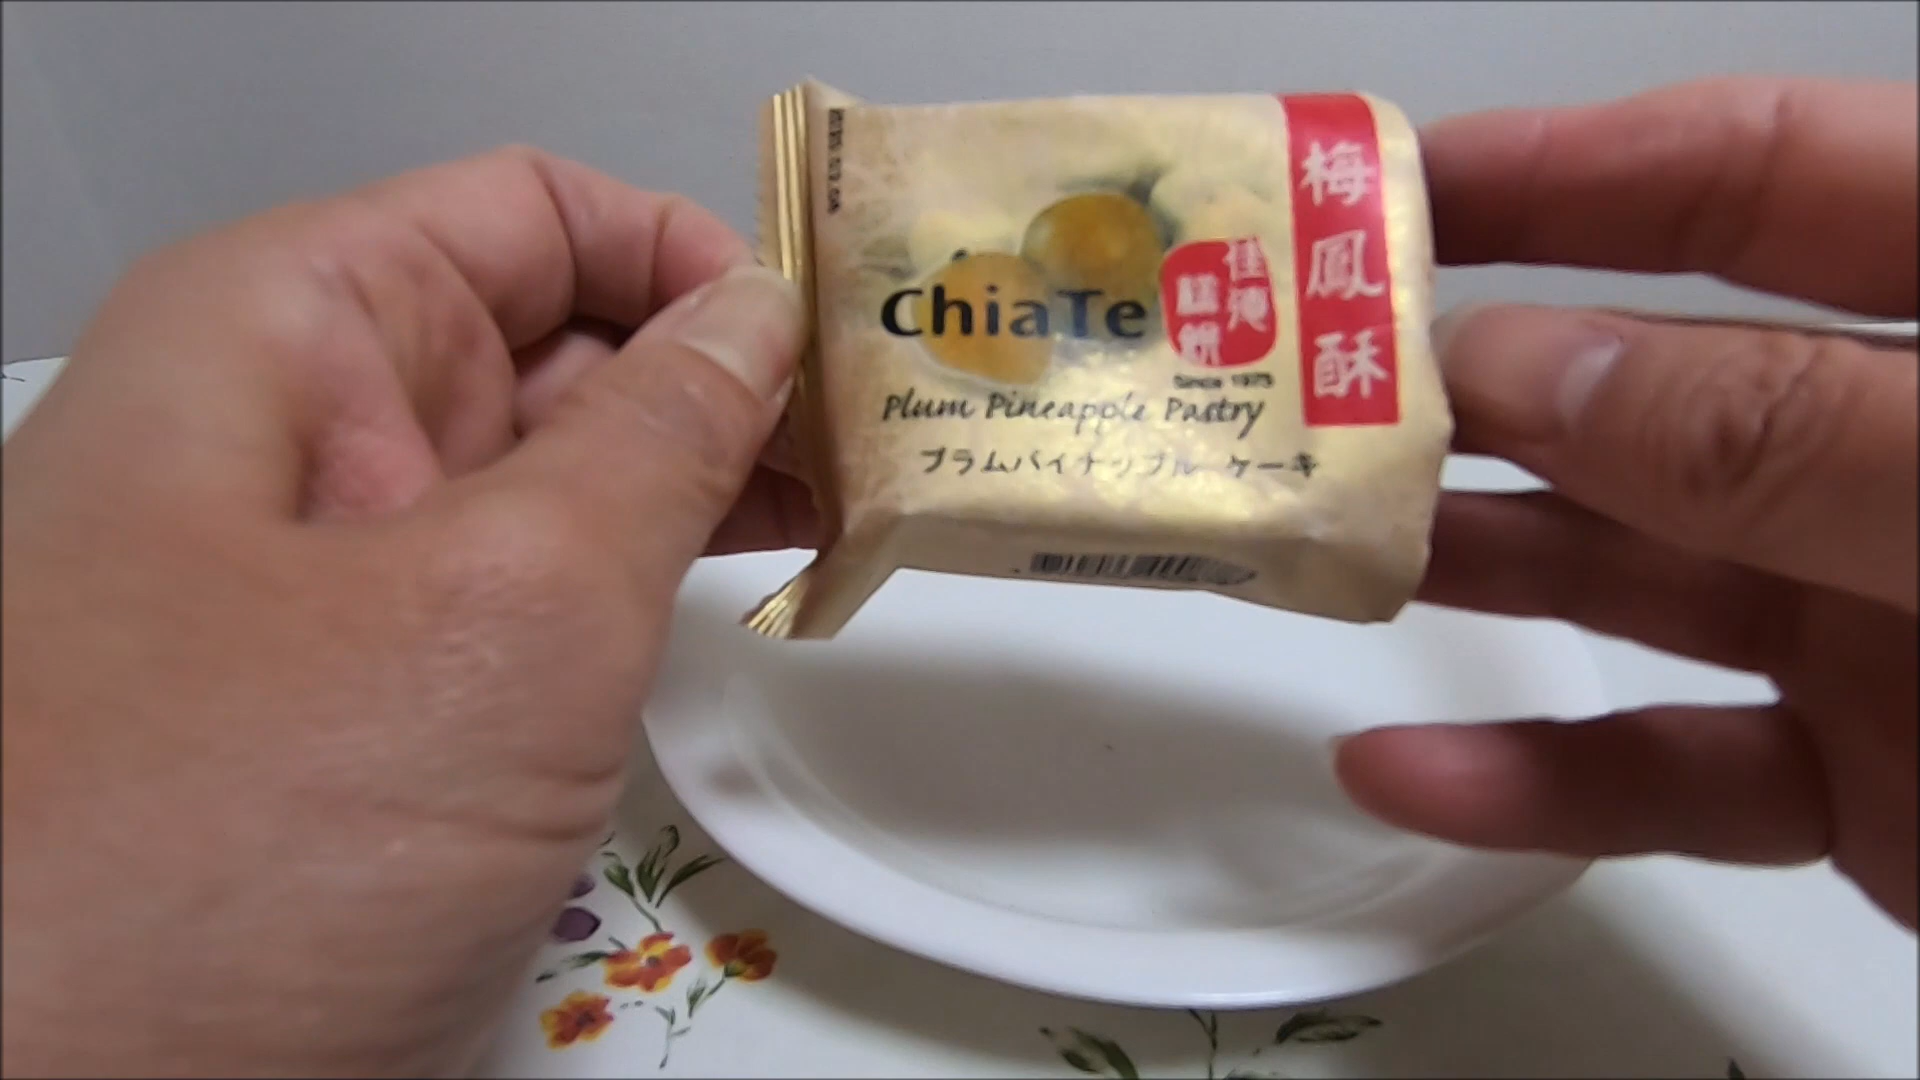 ChiaTe
佳德
糕餅
Since 1975
Plum Pineapple Pastry
プラムパイナップル ケーキ
梅鳳酥